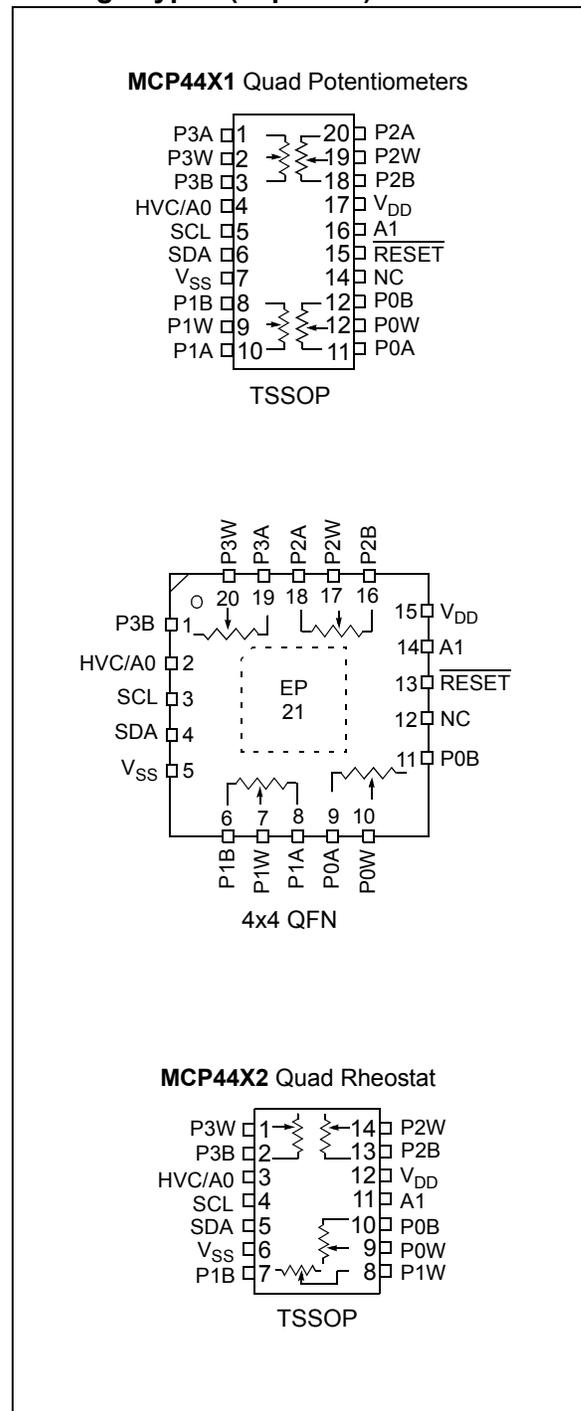 MCP44X1 Quad Potentiometers
P3A 1 20 P2A
P3W 2 19 P2W
P3B 3 18 P2B
HVC/A0 4 17 VDD
SCL 5 16 A1
SDA 6 15 RESET
VSS 7 14 NC
P1B 8 12 P0B
P1W 9 12 P0W
P1A 10 11 P0A
TSSOP
P3W P3A P2A P2W P2B
20 19 18 17 16
P3B 1 15 VDD
HVC/A0 2 14 A1
SCL 3 EP 21 13 RESET
SDA 4 12 NC
VSS 5 11 P0B
6 7 8 9 10
P1B P1W P1A P0A P0W
4x4 QFN
MCP44X2 Quad Rheostat
P3W 1 14 P2W
P3B 2 13 P2B
HVC/A0 3 12 VDD
SCL 4 11 A1
SDA 5 10 P0B
VSS 6 9 P0W
P1B 7 8 P1W
TSSOP